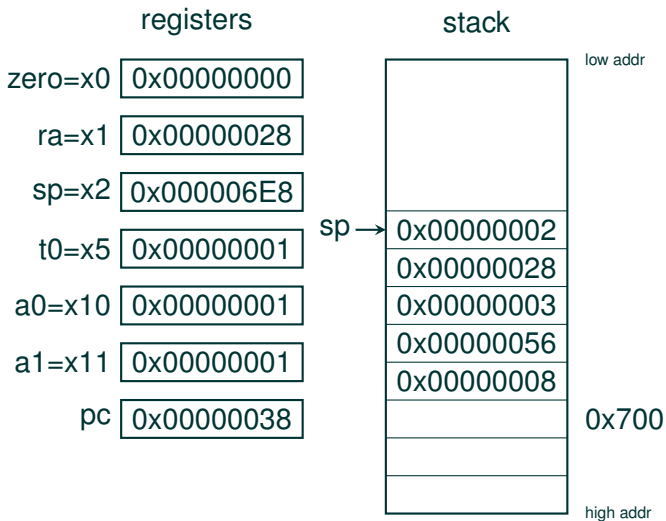 registers
zero=x0 0x00000000
ra=x1 0x00000028
sp=x2 0x000006E8
t0=x5 0x00000001
a0=x10 0x00000001
a1=x11 0x00000001
pc 0x00000038
stack
low addr
sp 0x00000002
0x00000028
0x00000003
0x00000056
0x00000008
0x700
high addr